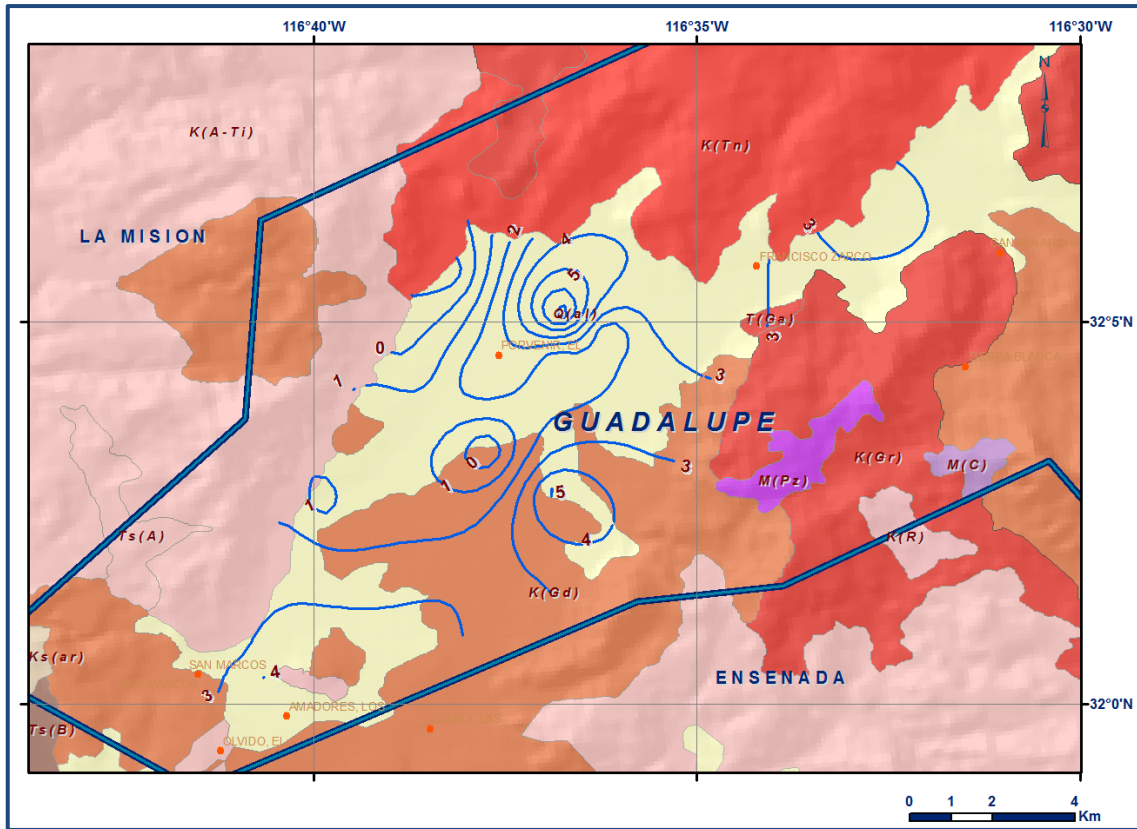 116°40'W 116°35'W 116°30'W
N
K(A-Ti)
K(Tn)
LA MISION
2
4
3
5
FRANCISCO ZARCO
Q(al)
T(Ga)
32°5'N
3
0
PORVENIR, EL
1
3
GUADALUPE
0
3
K(Gr)
M(C)
1
M(Pz)
5
1
Ts(A)
4
K(R)
K(Gd)
Ks(ar)
SAN MARCOS
4
ENSENADA
3
AMADORES, LOS
32°0'N
Ts(B)
OLVIDO, EL
0 1 2 4
Km